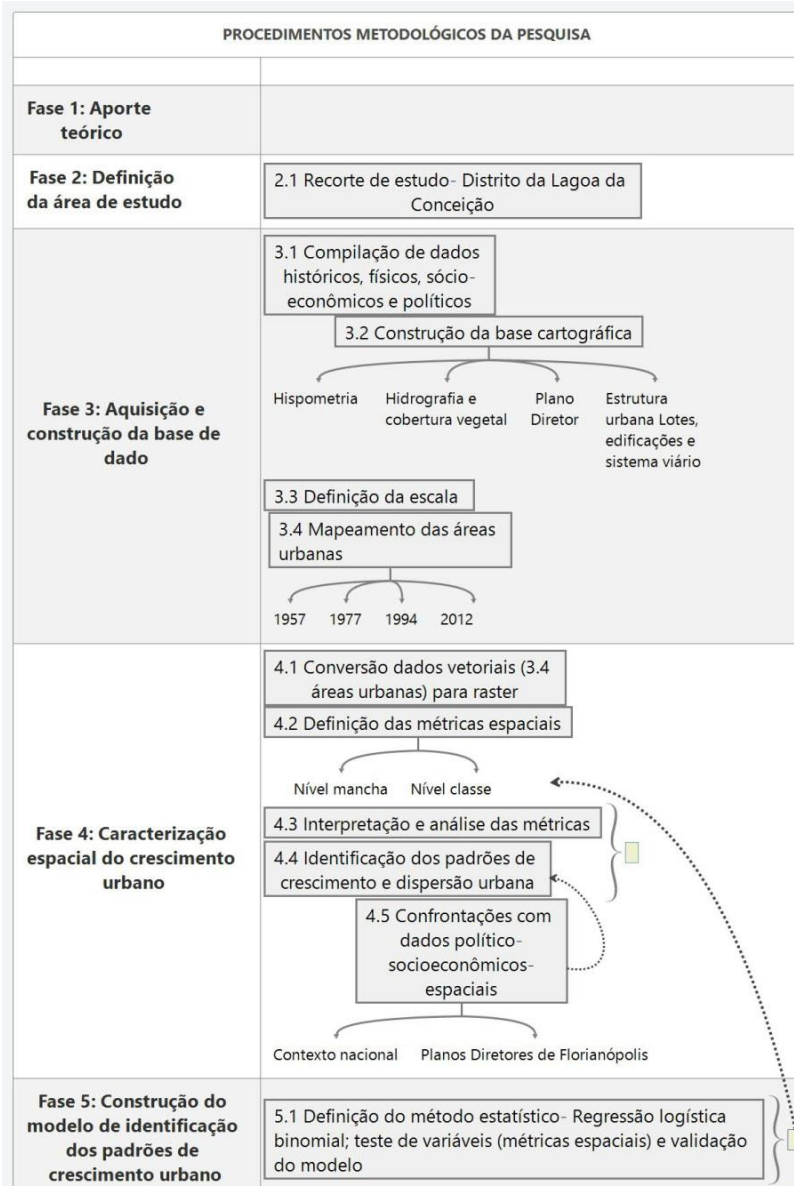 PROCEDIMENTOS METODOLÓGICOS DA PESQUISA
Fase 1: Aporte
teórico
Fase 2: Definição
da área de estudo
2.1 Recorte de estudo- Distrito da Lagoa da
Conceição
Fase 3: Aquisição e
construção da base de
dado
3.1 Compilação de dados
históricos, físicos, sócio-
econômicos e políticos
3.2 Construção da base cartográfica
Hispometria
Hidrografia e
cobertura vegetal
Plano
Diretor
Estrutura
urbana Lotes,
edificações e
sistema viário
3.3 Definição da escala
3.4 Mapeamento das áreas
urbanas
1957 1977 1994 2012
Fase 4: Caracterização
espacial do crescimento
urbano
4.1 Conversão dados vetoriais (3.4
áreas urbanas) para raster
4.2 Definição das métricas espaciais
Nível mancha Nível classe
4.3 Interpretação e análise das métricas
4.4 Identificação dos padrões de
crescimento e dispersão urbana
4.5 Confrontações com
dados político-
socioeconômicos-
espaciais
Contexto nacional Planos Diretores de Florianópolis
Fase 5: Construção do
modelo de identificação
dos padrões de
crescimento urbano
5.1 Definição do método estatístico- Regressão logística
binomial; teste de variáveis (métricas espaciais) e validação
do modelo